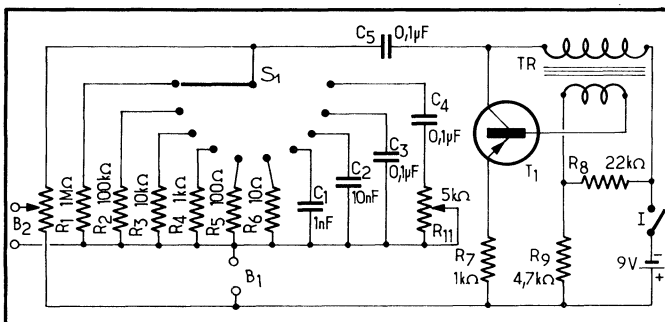 C5 0,1µF
TR
S1
C4
0,1µF
C3
0,1µF
T1
R8 22kΩ
C2
10nF
C1
1nF
B2
R1 1MΩ
R2 100kΩ
R3 10kΩ
R4 1kΩ
R5 100Ω
R6 10Ω
5kΩ
R11
R7
1kΩ
R9
4,7kΩ
I
9V - +
B1